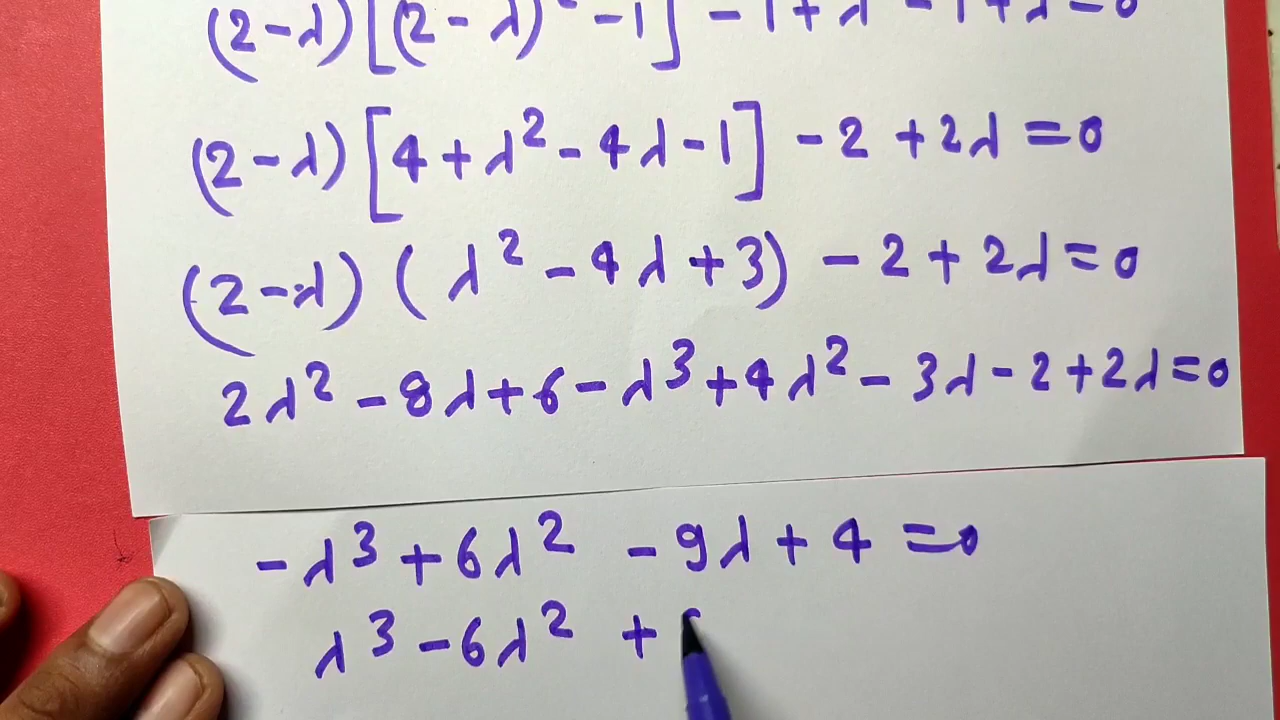 (2-λ)[(2-λ)² -1] -1+λ -1+λ=0
(2-λ)[4+λ²-4λ-1] -2+2λ=0
(2-λ)(λ²-4λ+3) -2+2λ=0
2λ²-8λ+6-λ³+4λ²-3λ-2+2λ=0
-λ³+6λ² -9λ+4=0
λ³-6λ² +